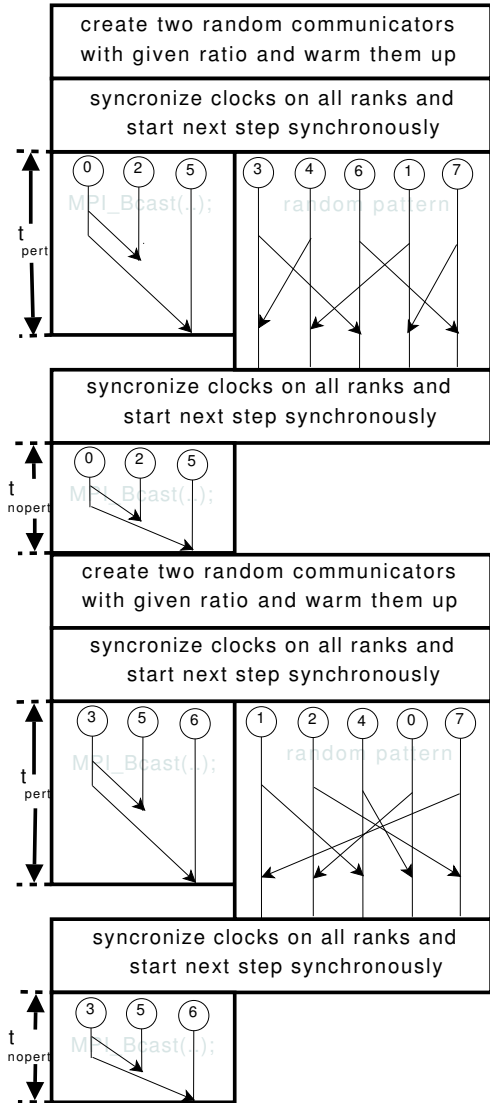 create two random communicators
with given ratio and warm them up
syncronize clocks on all ranks and
start next step synchronously
0 2 5 3 4 6 1 7
MPI_Bcast(..); random pattern
t
pert
syncronize clocks on all ranks and
start next step synchronously
0 2 5
MPI_Bcast(..);
t
nopert
create two random communicators
with given ratio and warm them up
syncronize clocks on all ranks and
start next step synchronously
3 5 6 1 2 4 0 7
MPI_Bcast(..); random pattern
t
pert
syncronize clocks on all ranks and
start next step synchronously
3 5 6
MPI_Bcast(..);
t
nopert